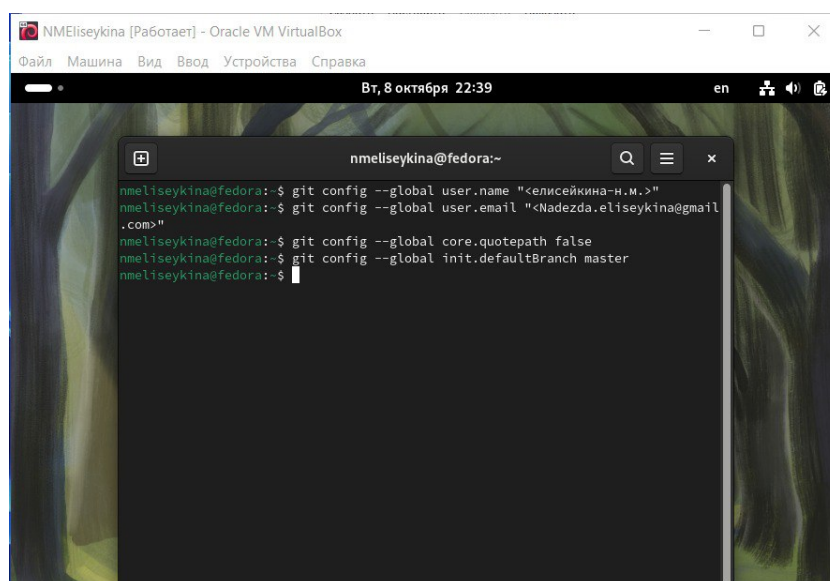 NMEliseykina [Работает] - Oracle VM VirtualBox
Файл Машина Вид Ввод Устройства Справка
Вт, 8 октября 22:39
en
nmeliseykina@fedora:~
nmeliseykina@fedora:~$ git config --global user.name "<елисейкина-н.м.>"
nmeliseykina@fedora:~$ git config --global user.email "<Nadezda.eliseykina@gmail
.com>"
nmeliseykina@fedora:~$ git config --global core.quotepath false
nmeliseykina@fedora:~$ git config --global init.defaultBranch master
nmeliseykina@fedora:~$